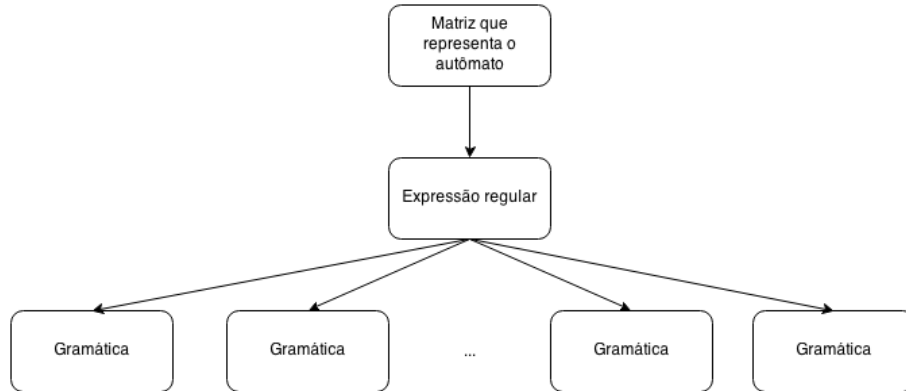 Matriz que
representa o
autômato
Expressão regular
Gramática
Gramática
...
Gramática
Gramática